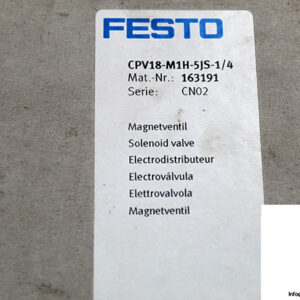 FESTO
CPV18-M1H-5JS-1/4
Mat.-Nr.: 163191
Serie: CN02
Magnetventil
Solenoid valve
Electrodistributeur
Electroválvula
Elettrovalvola
Magnetventil